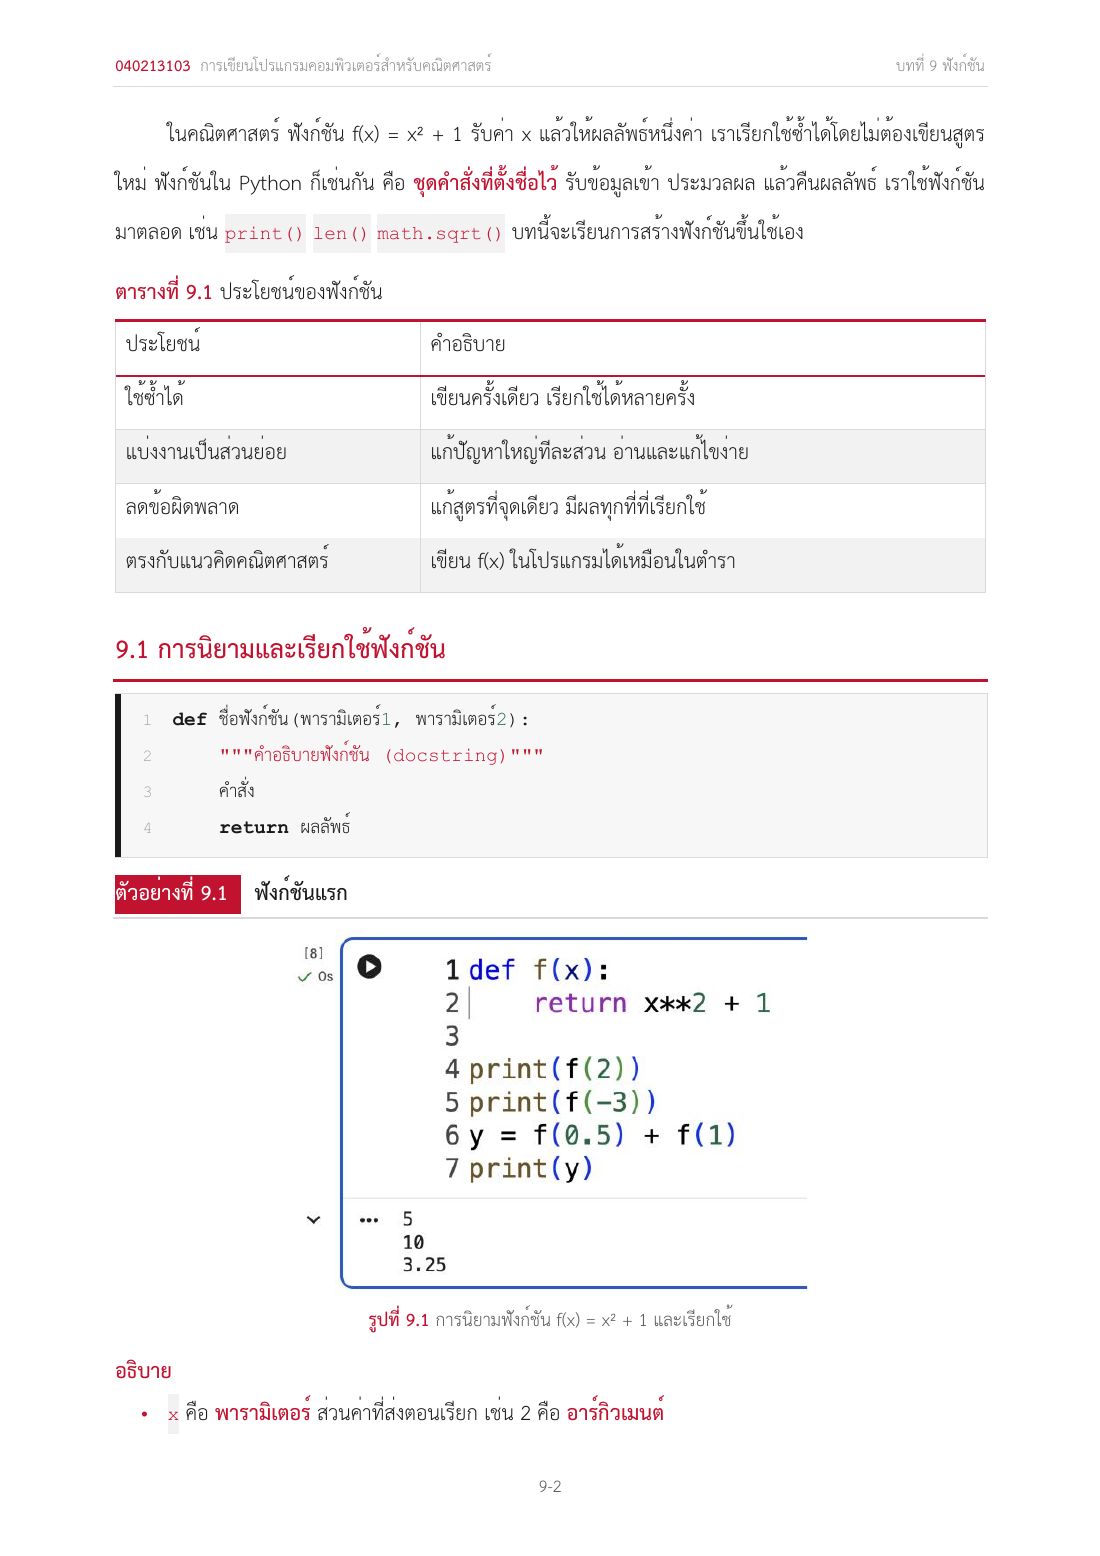 040213103 การเขียนโปรแกรมคอมพิวเตอร์สำหรับคณิตศาสตร์ บทที่ 9 ฟังก์ชัน
ในคณิตศาสตร์ ฟังก์ชัน f(x) = x² + 1 รับค่า x แล้วให้ผลลัพธ์หนึ่งค่า เราเรียกใช้ซ้ำได้โดยไม่ต้องเขียนสูตร
ใหม่ ฟังก์ชันใน Python ก็เช่นกัน คือ ชุดคำสั่งที่ตั้งชื่อไว้ รับข้อมูลเข้า ประมวลผล แล้วคืนผลลัพธ์ เราใช้ฟังก์ชัน
มาตลอด เช่น print() len() math.sqrt() บทนี้จะเรียนการสร้างฟังก์ชันขึ้นใช้เอง
ตารางที่ 9.1 ประโยชน์ของฟังก์ชัน
ประโยชน์ คำอธิบาย
ใช้ซ้ำได้ เขียนครั้งเดียว เรียกใช้ได้หลายครั้ง
แบ่งงานเป็นส่วนย่อย แก้ปัญหาใหญ่ทีละส่วน อ่านและแก้ไขง่าย
ลดข้อผิดพลาด แก้สูตรที่จุดเดียว มีผลทุกที่ที่เรียกใช้
ตรงกับแนวคิดคณิตศาสตร์ เขียน f(x) ในโปรแกรมได้เหมือนในตำรา
9.1 การนิยามและเรียกใช้ฟังก์ชัน
1 def ชื่อฟังก์ชัน(พารามิเตอร์1, พารามิเตอร์2):
2 """คำอธิบายฟังก์ชัน (docstring)"""
3 คำสั่ง
4 return ผลลัพธ์
ตัวอย่างที่ 9.1 ฟังก์ชันแรก
[8]
0s
1 def f(x):
2 return x**2 + 1
3
4 print(f(2))
5 print(f(-3))
6 y = f(0.5) + f(1)
7 print(y)
5
10
3.25
รูปที่ 9.1 การนิยามฟังก์ชัน f(x) = x² + 1 และเรียกใช้
อธิบาย
• x คือ พารามิเตอร์ ส่วนค่าที่ส่งตอนเรียก เช่น 2 คือ อาร์กิวเมนต์
9-2